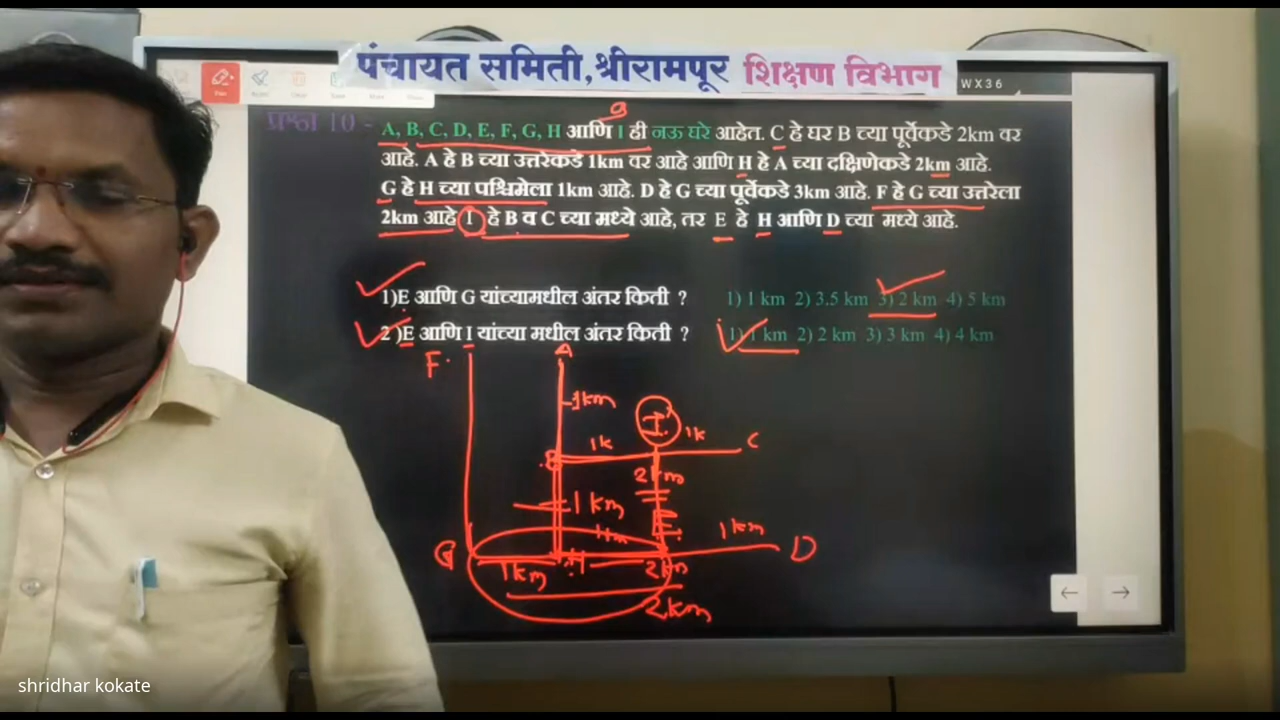 पंचायत समिती,श्रीरामपूर शिक्षण विभाग
WX36
प्रश्न 10 - A, B, C, D, E, F, G, H आणि I ही नऊ घरे आहेत. C हे घर B च्या पूर्वेकडे 2km वर
9
आहे. A हे B च्या उत्तरेकडे 1km वर आहे आणि H हे A च्या दक्षिणेकडे 2km आहे.
G हे H च्या पश्चिमेला 1km आहे. D हे G च्या पूर्वेकडे 3km आहे. F हे G च्या उत्तरेला
2km आहे I हे B व C च्या मध्ये आहे, तर E हे H आणि D च्या मध्ये आहे.
1)E आणि G यांच्यामधील अंतर किती ? 1) 1 km 2) 3.5 km 3) 2 km 4) 5 km
2 )E आणि I यांच्या मधील अंतर किती ? 1) 1 km 2) 2 km 3) 3 km 4) 4 km
F A
1km
1k I 1k C
B 2km
1km
E
G 1km 1km D
1km H 2km
2km
shridhar kokate